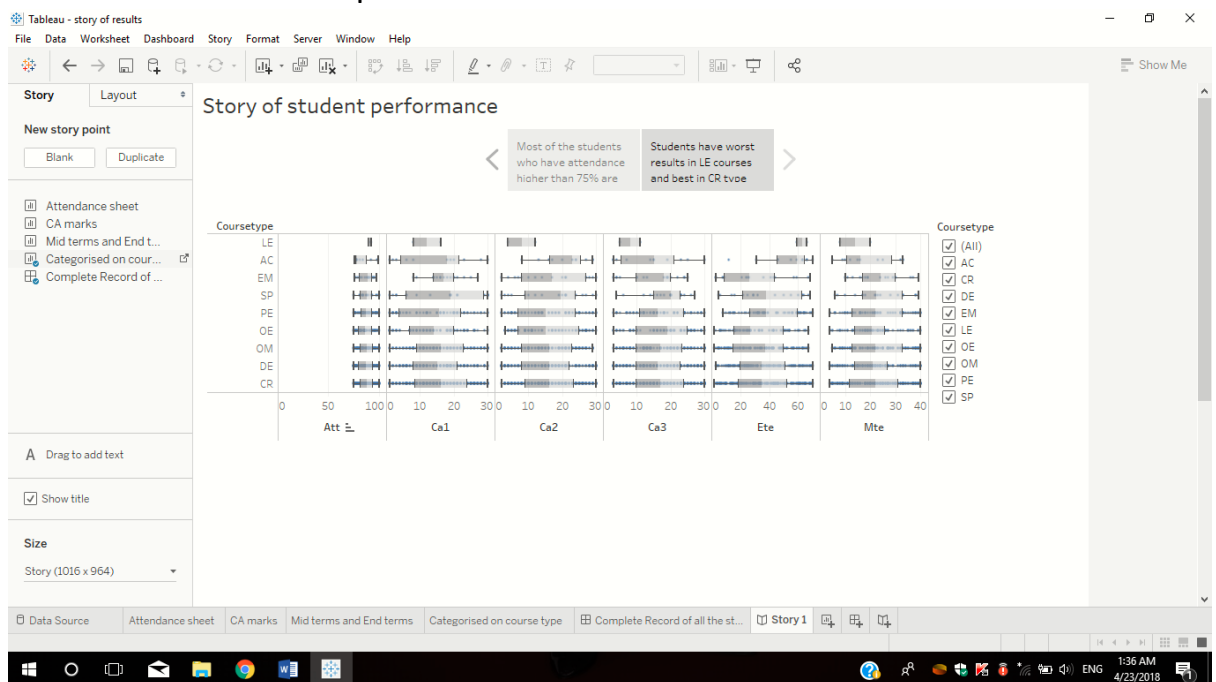 Tableau - story of results
File Data Worksheet Dashboard Story Format Server Window Help
Show Me
Story Layout
New story point
Blank Duplicate
Attendance sheet
CA marks
Mid terms and End t...
Categorised on cour...
Complete Record of ...
A Drag to add text
Show title
Size
Story (1016 x 964)
Story of student performance
Most of the students
who have attendance
higher than 75% are
Students have worst
results in LE courses
and best in CR type
Coursetype
LE
AC
EM
SP
PE
OE
OM
DE
CR
0 50 100 0 10 20 30 0 10 20 30 0 10 20 30 0 20 40 60 0 10 20 30 40
Att Ca1 Ca2 Ca3 Ete Mte
Coursetype
(All)
AC
CR
DE
EM
LE
OE
OM
PE
SP
Data Source Attendance sheet CA marks Mid terms and End terms Categorised on course type Complete Record of all the st... Story 1
ENG 1:36 AM
4/23/2018